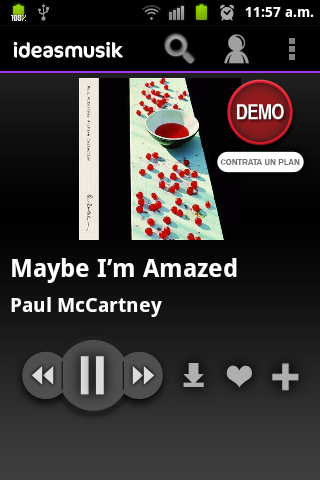 100%
11:57 a.m.
ideasmusik
DEMO
CONTRATA UN PLAN
Maybe I'm Amazed
Paul McCartney